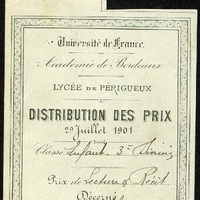 Université de France.
Académie de Bordeaux
LYCÉE DE PÉRIGUEUX
DISTRIBUTION DES PRIX
29 Juillet 1901
Classe Enfant. 3e
Prix de Lecture & Récit
Décerné